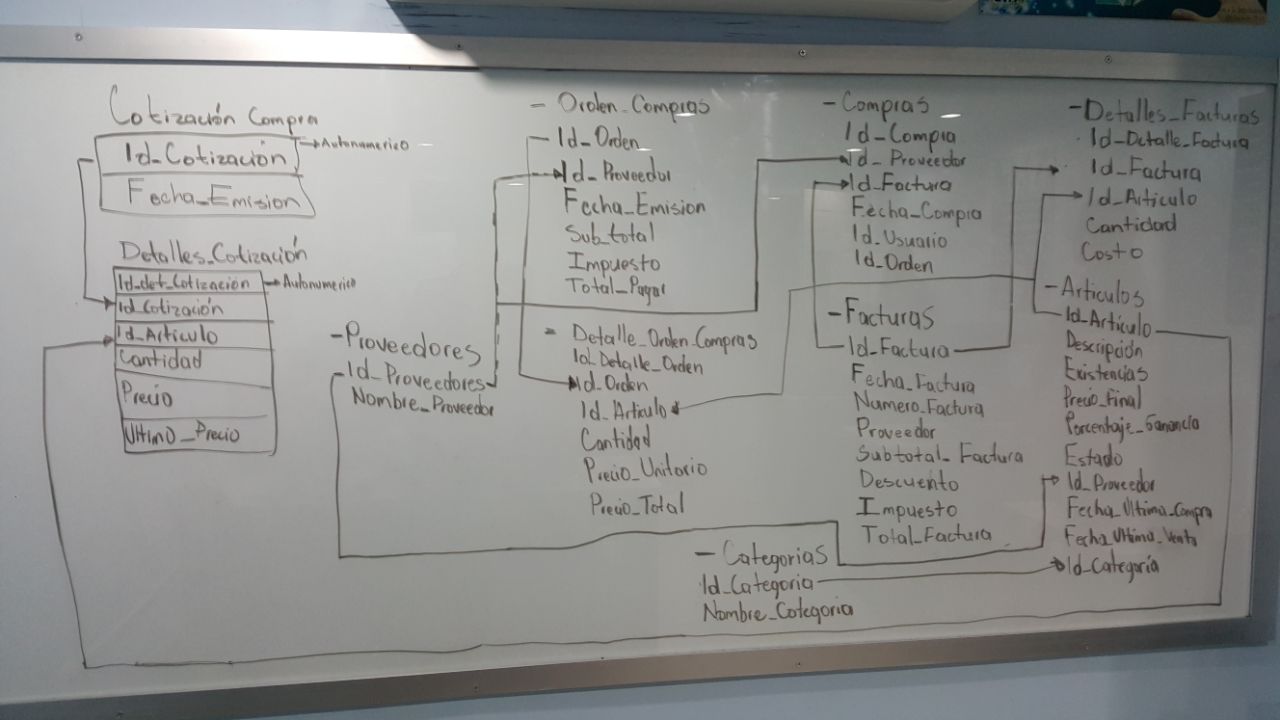 Cotización Compra
Id_Cotización
Autonumerico
Fecha_Emision
Detalles_Cotización
Id_det_Cotización
Autonumerico
Id_Cotización
Id_Articulo
Cantidad
Precio
Ultimo_Precio
- Proveedores
Id_Proveedores
Nombre_Proveedor
- Orden_Compras
Id_Orden
Id_Proveedor
Fecha_Emision
Sub_total
Impuesto
Total_Pagar
- Detalle_Orden_Compras
Id_Detalle_Orden
Id_Orden
Id_Articulo
Cantidad
Precio_Unitario
Precio_Total
- Categorias
Id_Categoria
Nombre_Categoria
- Compras
Id_Compra
Id_Proveedor
Id_Factura
Fecha_Compra
Id_Usuario
Id_Orden
- Facturas
Id_Factura
Fecha_Factura
Numero_Factura
Proveedor
Subtotal_Factura
Descuento
Impuesto
Total_Factura
- Detalles_Facturas
Id_Detalle_Factura
Id_Factura
Id_Articulo
Cantidad
Costo
- Articulos
Id_Artículo
Descripción
Existencias
Precio_Final
Porcentaje_Ganancia
Estado
Id_Proveedor
Fecha_Ultima_Compra
Fecha_Ultima_Venta
Id_Categoría